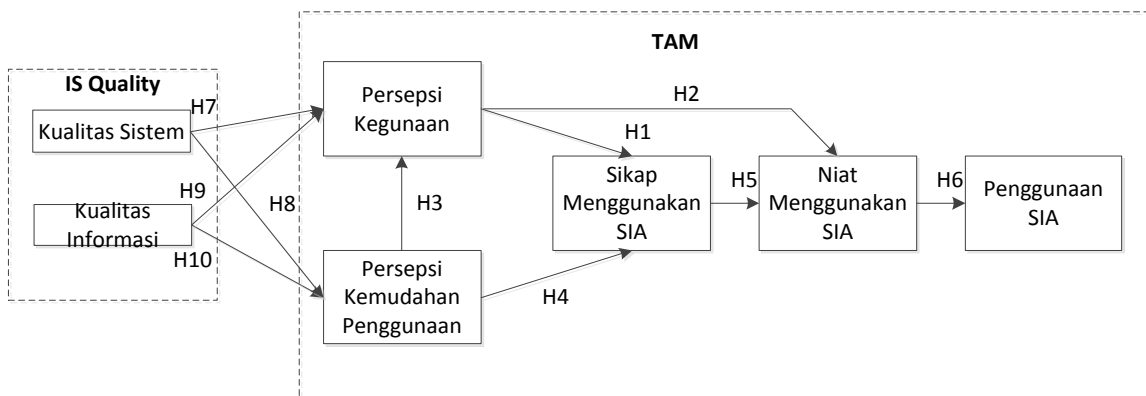 TAM
IS Quality
H7
Kualitas Sistem
H9
H8
Kualitas
Informasi
H10
Persepsi
Kegunaan
H2
H1
H3
Sikap
Menggunakan
SIA
H5
Niat
Menggunakan
SIA
H6
Penggunaan
SIA
Persepsi
Kemudahan
Penggunaan
H4